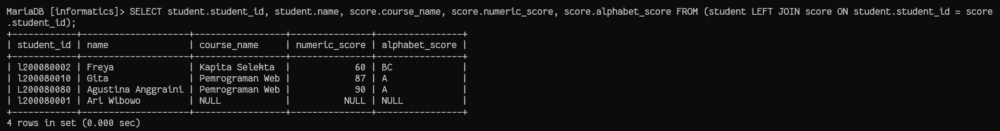 MariaDB [informatics]> SELECT student.student_id, student.name, score.course_name, score.numeric_score, score.alphabet_score FROM (student LEFT JOIN score ON student.student_id = score
.student_id);
+------------+--------------------+-----------------+---------------+----------------+
| student_id | name               | course_name     | numeric_score | alphabet_score |
+------------+--------------------+-----------------+---------------+----------------+
| l200080002 | Freya              | Kapita Selekta  |            60 | BC             |
| l200080010 | Gita               | Pemrograman Web |            87 | A              |
| L200080080 | Agustina Anggraini | Pemrograman Web |            90 | A              |
| l200080001 | Ari Wibowo         | NULL            |          NULL | NULL           |
+------------+--------------------+-----------------+---------------+----------------+
4 rows in set (0.000 sec)